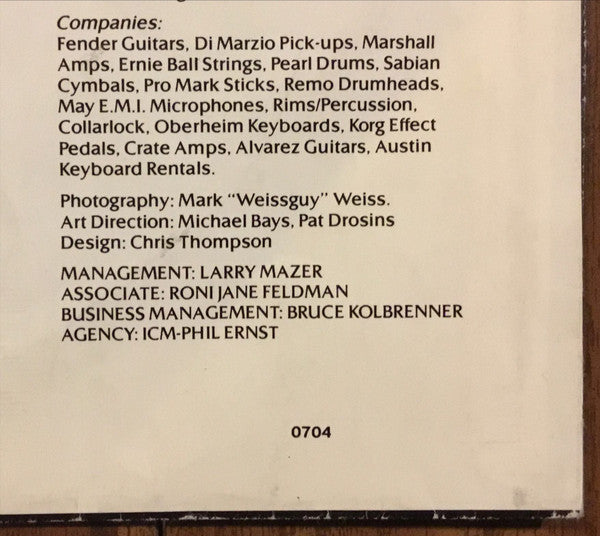 Companies:
Fender Guitars, Di Marzio Pick-ups, Marshall
Amps, Ernie Ball Strings, Pearl Drums, Sabian
Cymbals, Pro Mark Sticks, Remo Drumheads,
May E.M.I. Microphones, Rims/Percussion,
Collarlock, Oberheim Keyboards, Korg Effect
Pedals, Crate Amps, Alvarez Guitars, Austin
Keyboard Rentals.
Photography: Mark "Weissguy" Weiss.
Art Direction: Michael Bays, Pat Drosins
Design: Chris Thompson
MANAGEMENT: LARRY MAZER
ASSOCIATE: RONI JANE FELDMAN
BUSINESS MANAGEMENT: BRUCE KOLBRENNER
AGENCY: ICM-PHIL ERNST
0704